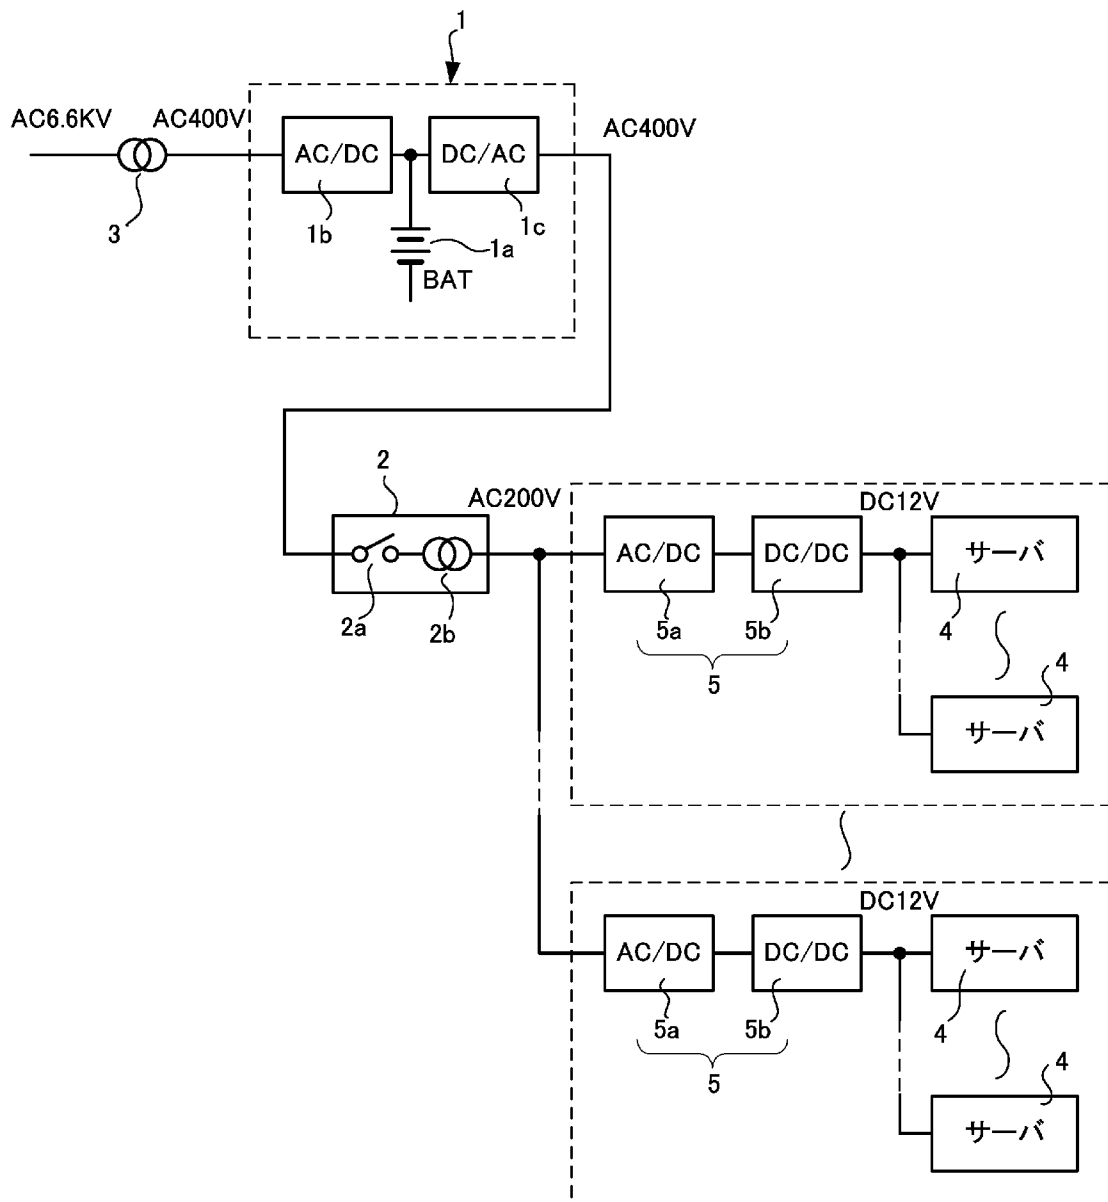 1
AC6.6KV
AC400V
AC400V
AC/DC
DC/AC
3
1b
1c
1a
BAT
2
AC200V
DC12V
AC/DC
DC/DC
サーバ
2a
2b
5a
5b
4
5
4
サーバ
DC12V
AC/DC
DC/DC
サーバ
5a
5b
4
5
4
サーバ